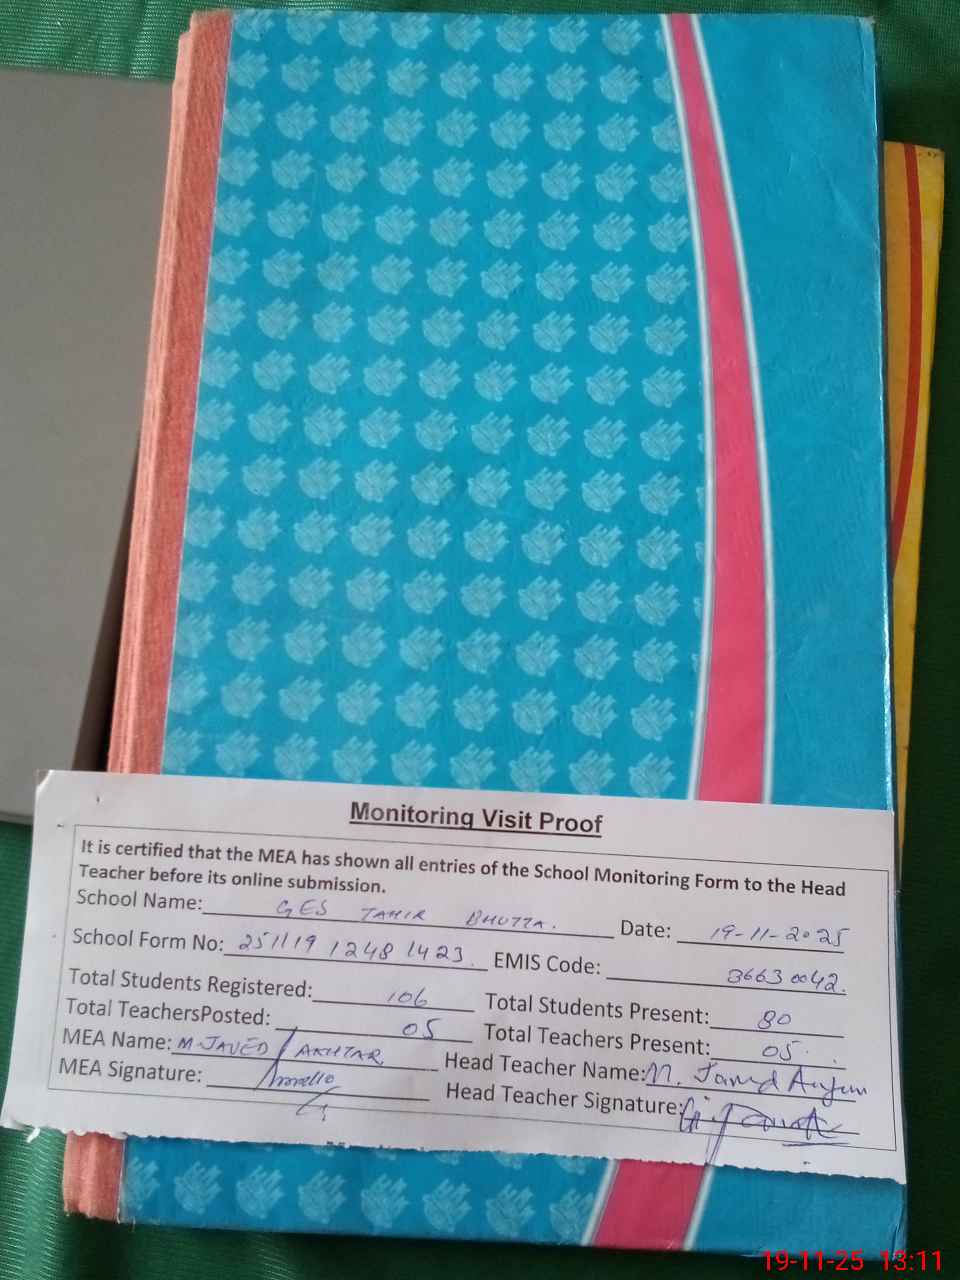 Monitoring Visit Proof
It is certified that the MEA has shown all entries of the School Monitoring Form to the Head
Teacher before its online submission.
School Name: GES TAHIR BHUTTA. Date: 19-11-2025
School Form No: 251119 1248 1423. EMIS Code: 36630042.
Total Students Registered: 106 Total Students Present: 80
Total TeachersPosted: 05 Total Teachers Present: 05
MEA Name: M-JAVED AKHTAR Head Teacher Name: M. Javed Anjum
MEA Signature: Head Teacher Signature:
19-11-25 13:11